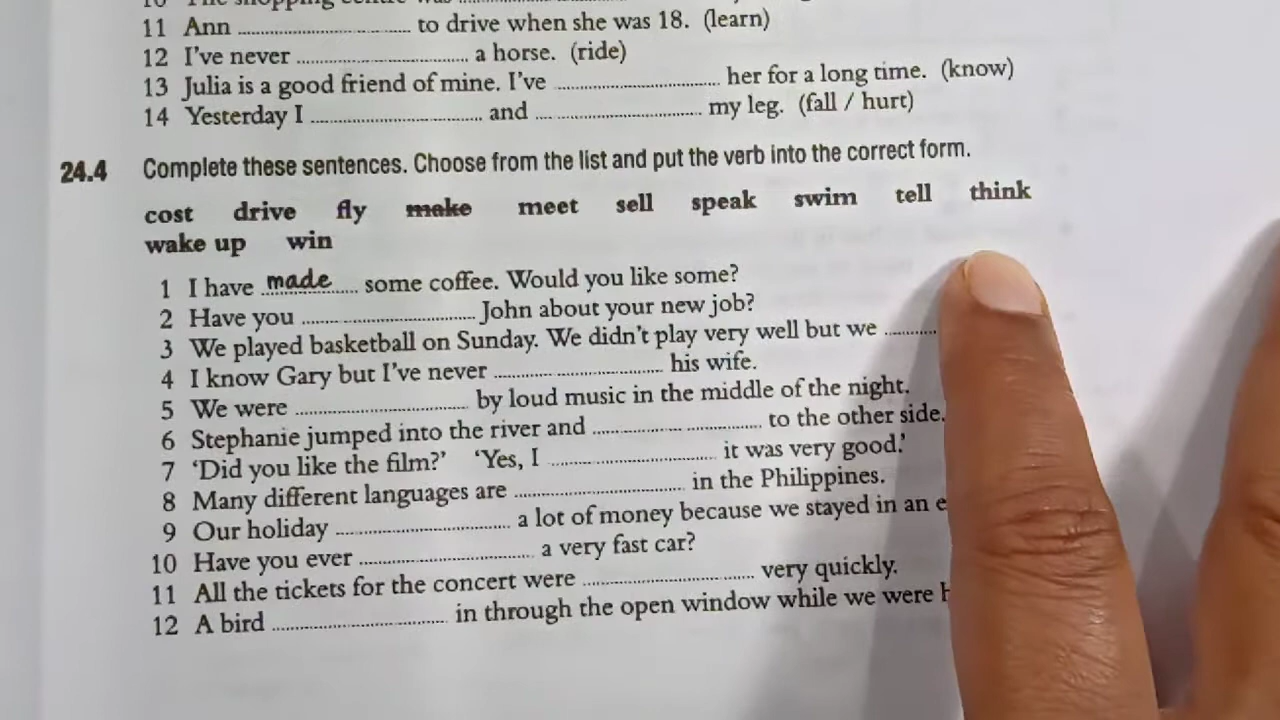 11 Ann ........................ to drive when she was 18. (learn)
12 I've never ........................ a horse. (ride)
13 Julia is a good friend of mine. I've ........................ her for a long time. (know)
14 Yesterday I ........................ and ........................ my leg. (fall / hurt)
24.4 Complete these sentences. Choose from the list and put the verb into the correct form.
cost drive fly make meet sell speak swim tell think
wake up win
1 I have made some coffee. Would you like some?
2 Have you ........................ John about your new job?
3 We played basketball on Sunday. We didn't play very well but we ........
4 I know Gary but I've never ........................ his wife.
5 We were ........................ by loud music in the middle of the night.
6 Stephanie jumped into the river and ........................ to the other side.
7 'Did you like the film?' 'Yes, I ........................ it was very good.'
8 Many different languages are ........................ in the Philippines.
9 Our holiday ........................ a lot of money because we stayed in an
10 Have you ever ........................ a very fast car?
11 All the tickets for the concert were ........................ very quickly.
12 A bird ........................ in through the open window while we were